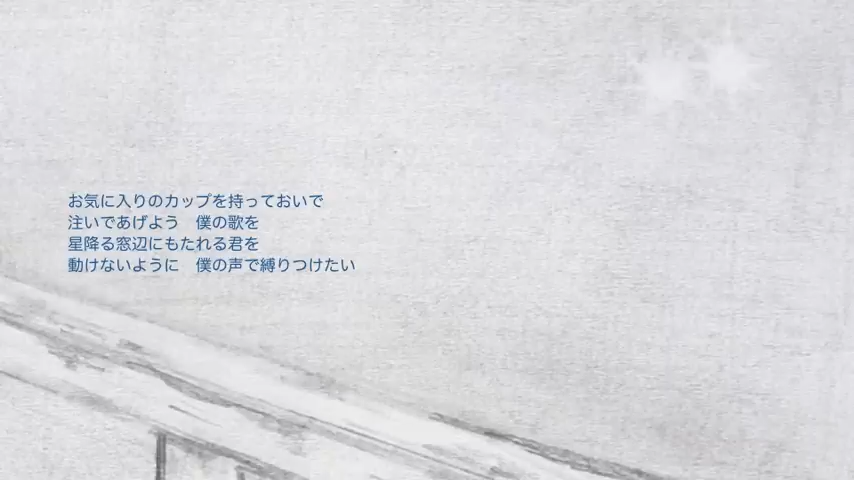 お気に入りのカップを持っておいで
注いであげよう　僕の歌を
星降る窓辺にもたれる君を
動けないように　僕の声で縛りつけたい